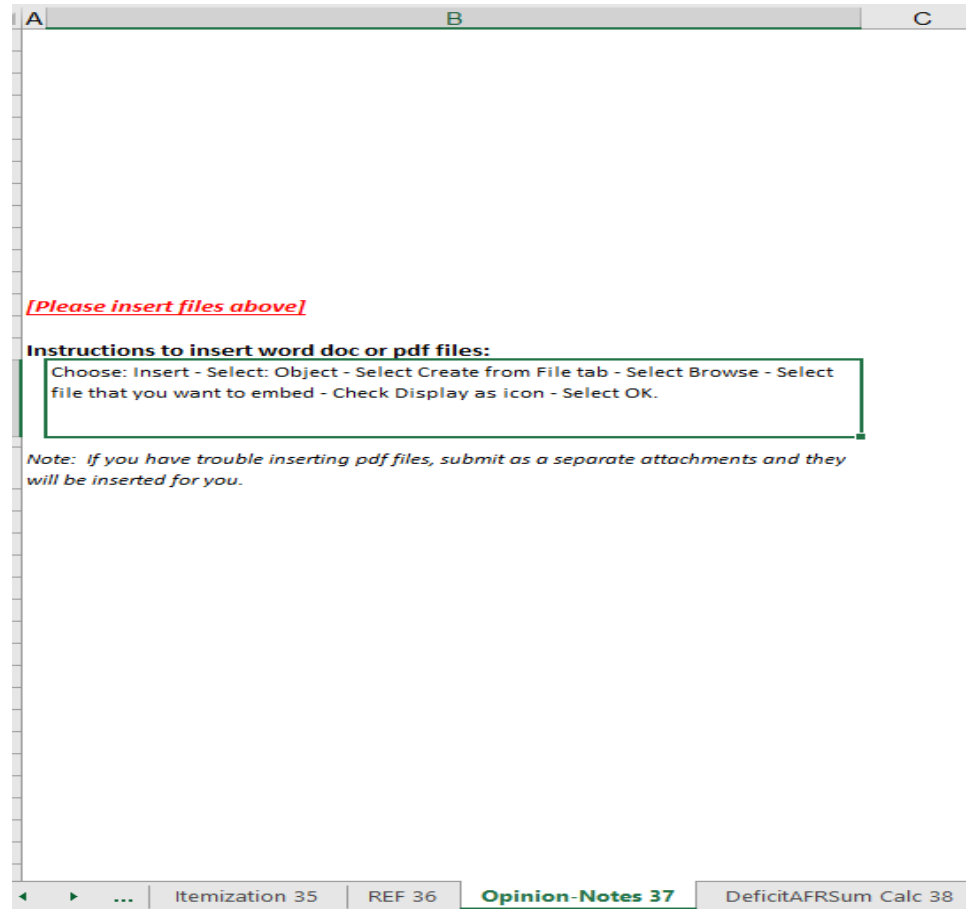 A B C
[Please insert files above]
Instructions to insert word doc or pdf files:
Choose: Insert - Select: Object - Select Create from File tab - Select Browse - Select
file that you want to embed - Check Display as icon - Select OK.
Note: If you have trouble inserting pdf files, submit as a separate attachments and they
will be inserted for you.
... Itemization 35 REF 36 Opinion-Notes 37 DeficitAFRSum Calc 38